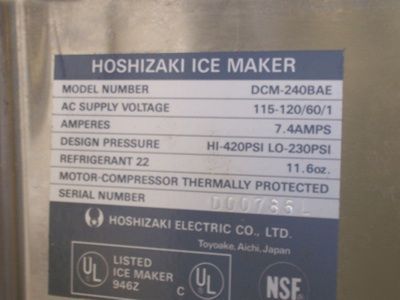 HOSHIZAKI ICE MAKER
MODEL NUMBER DCM-240BAE
AC SUPPLY VOLTAGE 115-120/60/1
AMPERES 7.4AMPS
DESIGN PRESSURE HI-420PSI LO-230PSI
REFRIGERANT 22 11.6oz.
MOTOR-COMPRESSOR THERMALLY PROTECTED
SERIAL NUMBER
HOSHIZAKI ELECTRIC CO., LTD.
Toyoake, Aichi, Japan
UL LISTED ICE MAKER 946Z C UL NSF